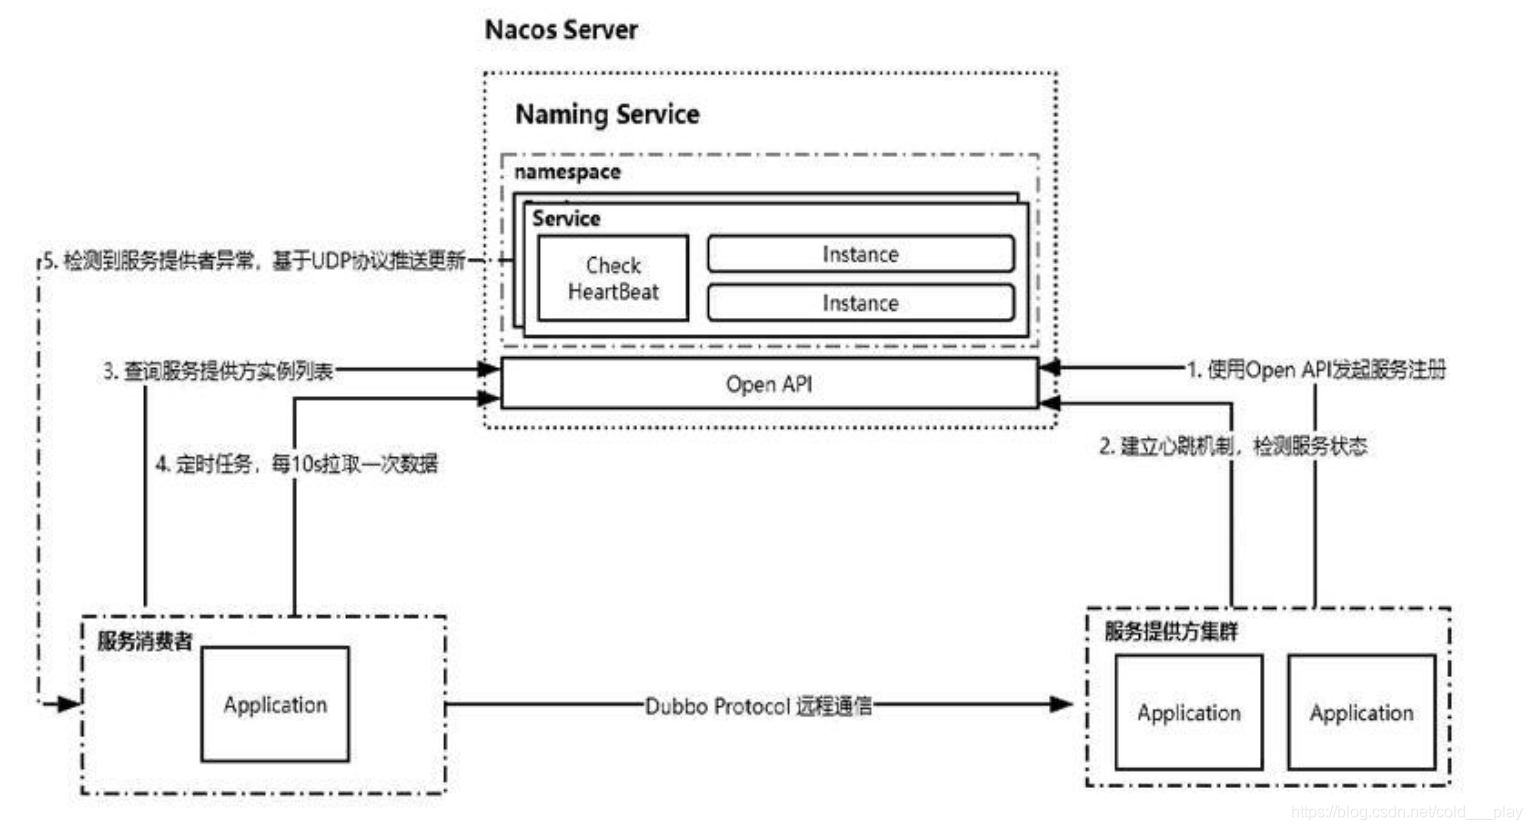 Nacos Server
Naming Service
namespace
Service
Check
HeartBeat
Instance
Instance
5. 检测到服务提供者异常，基于UDP协议推送更新
3. 查询服务提供方实例列表
Open API
1. 使用Open API发起服务注册
2. 建立心跳机制，检测服务状态
4. 定时任务，每10s拉取一次数据
服务消费者
Application
Dubbo Protocol 远程通信
服务提供方集群
Application
Application
https://blog.csdn.net/cold___play